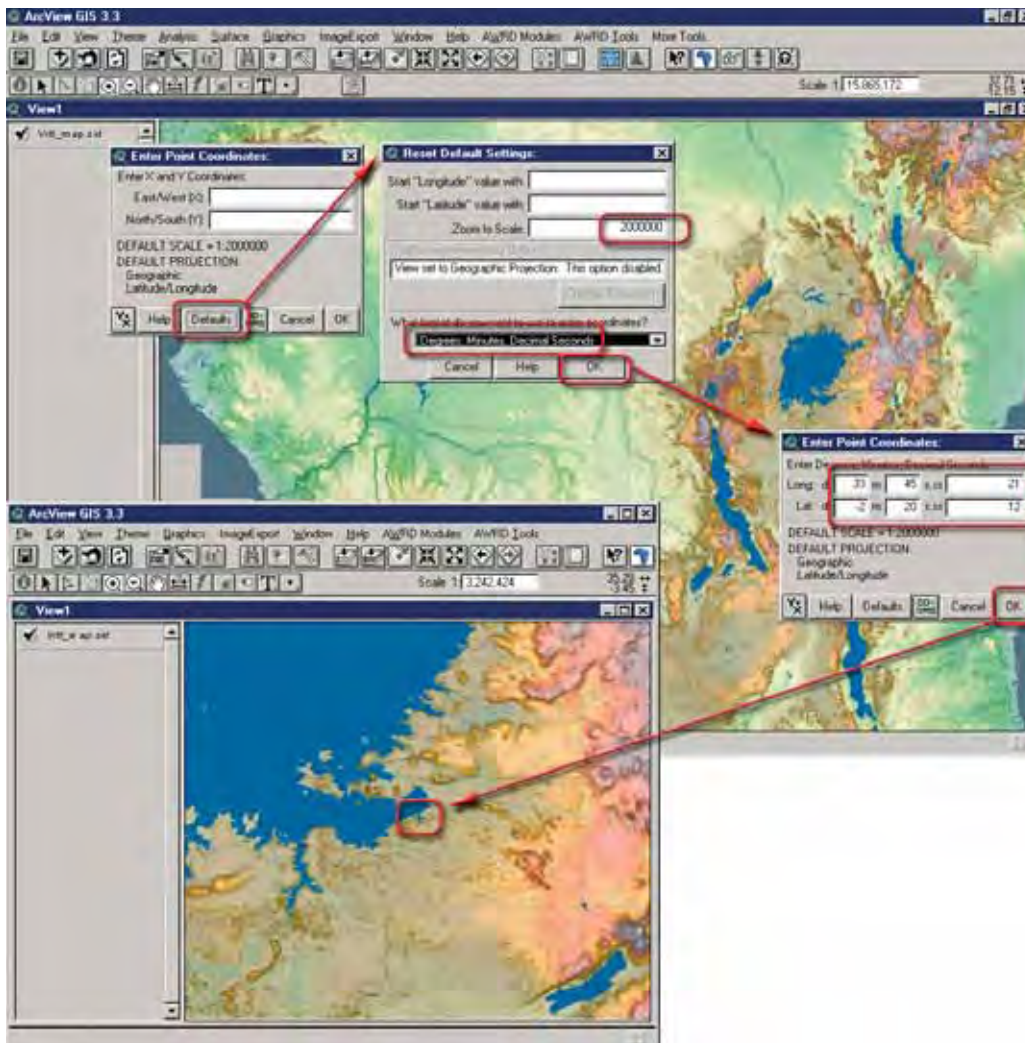 ArcView GIS 3.3
File Edit View Theme Analysis Surface Graphics ImageExport Window Help AWRD Modules AWRD Tools More Tools
Scale 1: 15,865,172
View1
Enter Point Coordinates:
Enter X and Y Coordinates:
East/West (X):
North/South (Y):
DEFAULT SCALE = 1:2000000
DEFAULT PROJECTION:
Geographic
Latitude/Longitude
Help Defaults Cancel OK
Reset Default Settings:
Start "Longitude" value with:
Start "Latitude" value with:
Zoom to Scale: 2000000
View set to Geographic Projection: This option disabled
Degrees, Minutes, Decimal Seconds
Cancel Help OK
Enter Point Coordinates:
Enter Degrees, Minutes, Decimal Seconds
Long: d 33 m 45 s.ss 21
Lat: d -2 m 20 s.ss 12
DEFAULT SCALE = 1:2000000
DEFAULT PROJECTION:
Geographic
Latitude/Longitude
Help Defaults Cancel OK
ArcView GIS 3.3
File Edit View Theme Graphics ImageExport Window Help AWRD Modules AWRD Tools
Scale 1: 3,242,424
View1